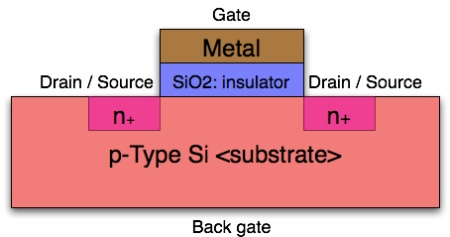 Gate
Metal
Drain / Source
SiO2: insulator
Drain / Source
n+
n+
p-Type Si <substrate>
Back gate